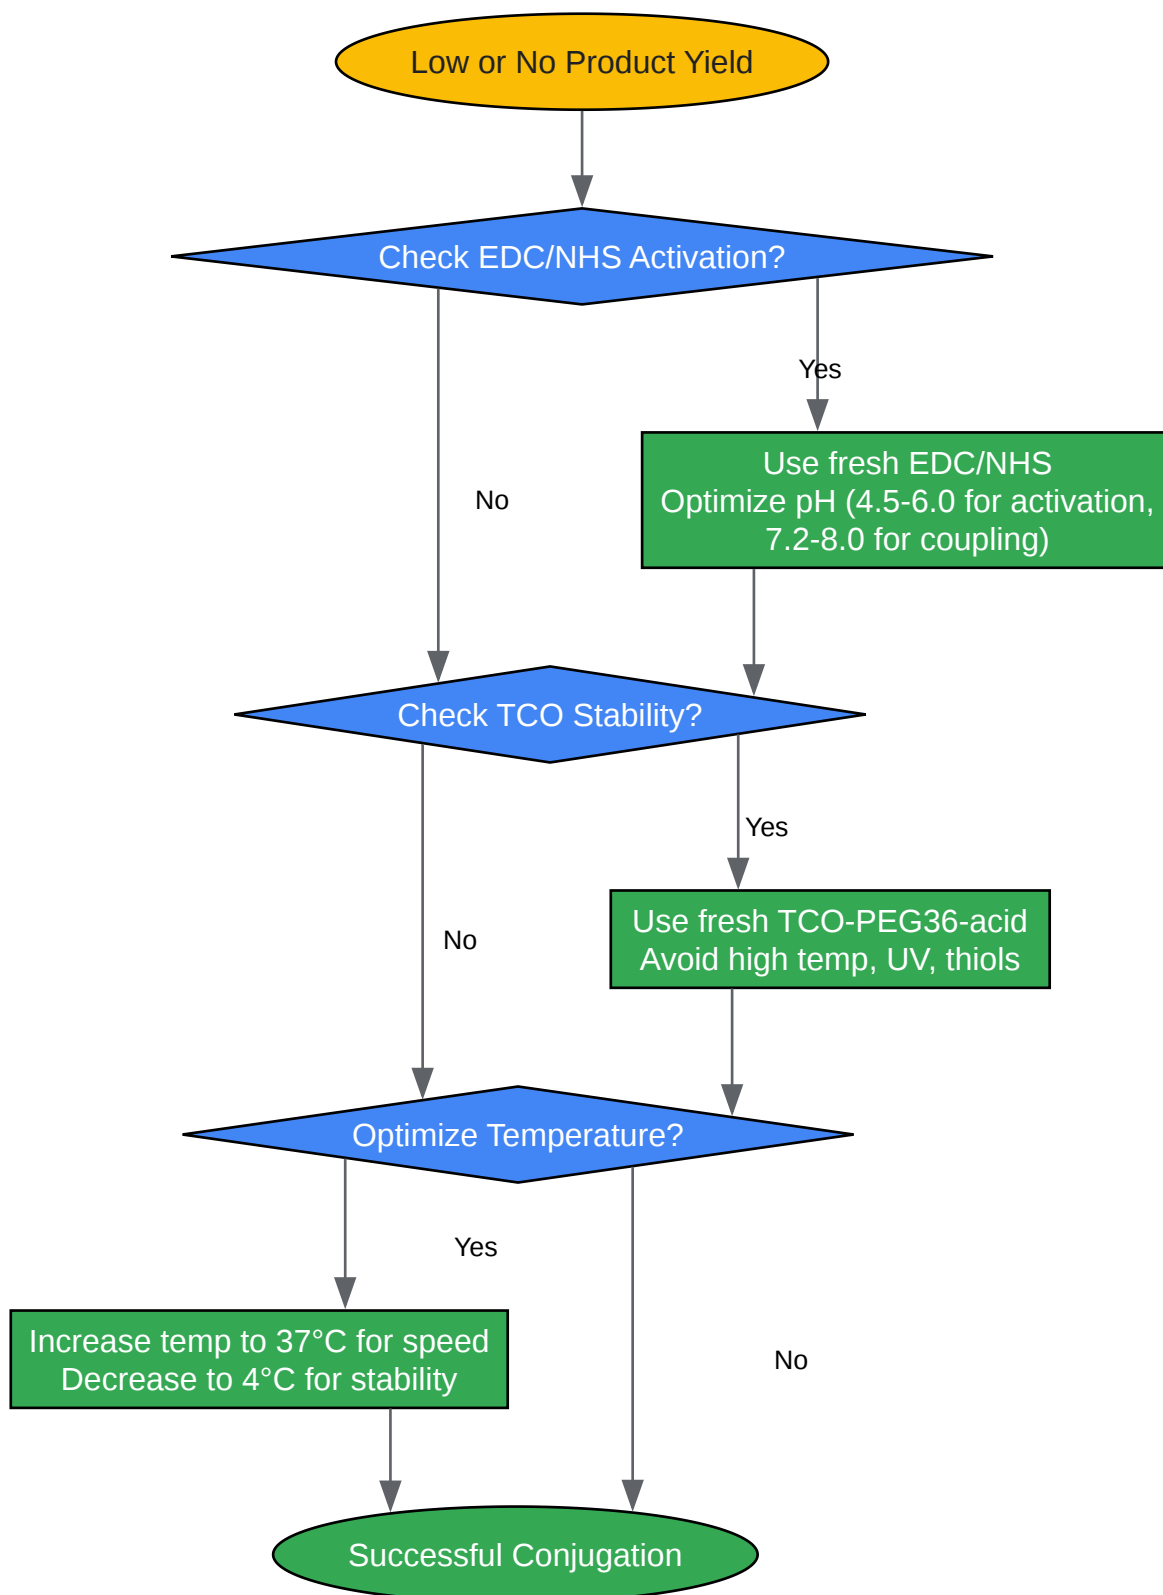 Low or No Product Yield
Check EDC/NHS Activation?
Yes
Use fresh EDC/NHS
Optimize pH (4.5-6.0 for activation,
7.2-8.0 for coupling)
No
Check TCO Stability?
Yes
Use fresh TCO-PEG36-acid
Avoid high temp, UV, thiols
No
Optimize Temperature?
Yes
Increase temp to 37°C for speed
Decrease to 4°C for stability
No
Successful Conjugation